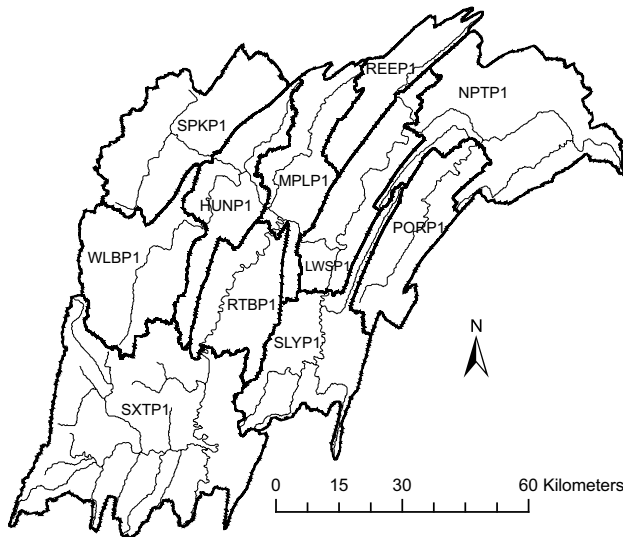 REEP1
NPTP1
SPKP1
MPLP1
HUNP1
PORP1
WLBP1
LWSP1
RTBP1
SLYP1
N
SXTP1
0 15 30 60 Kilometers